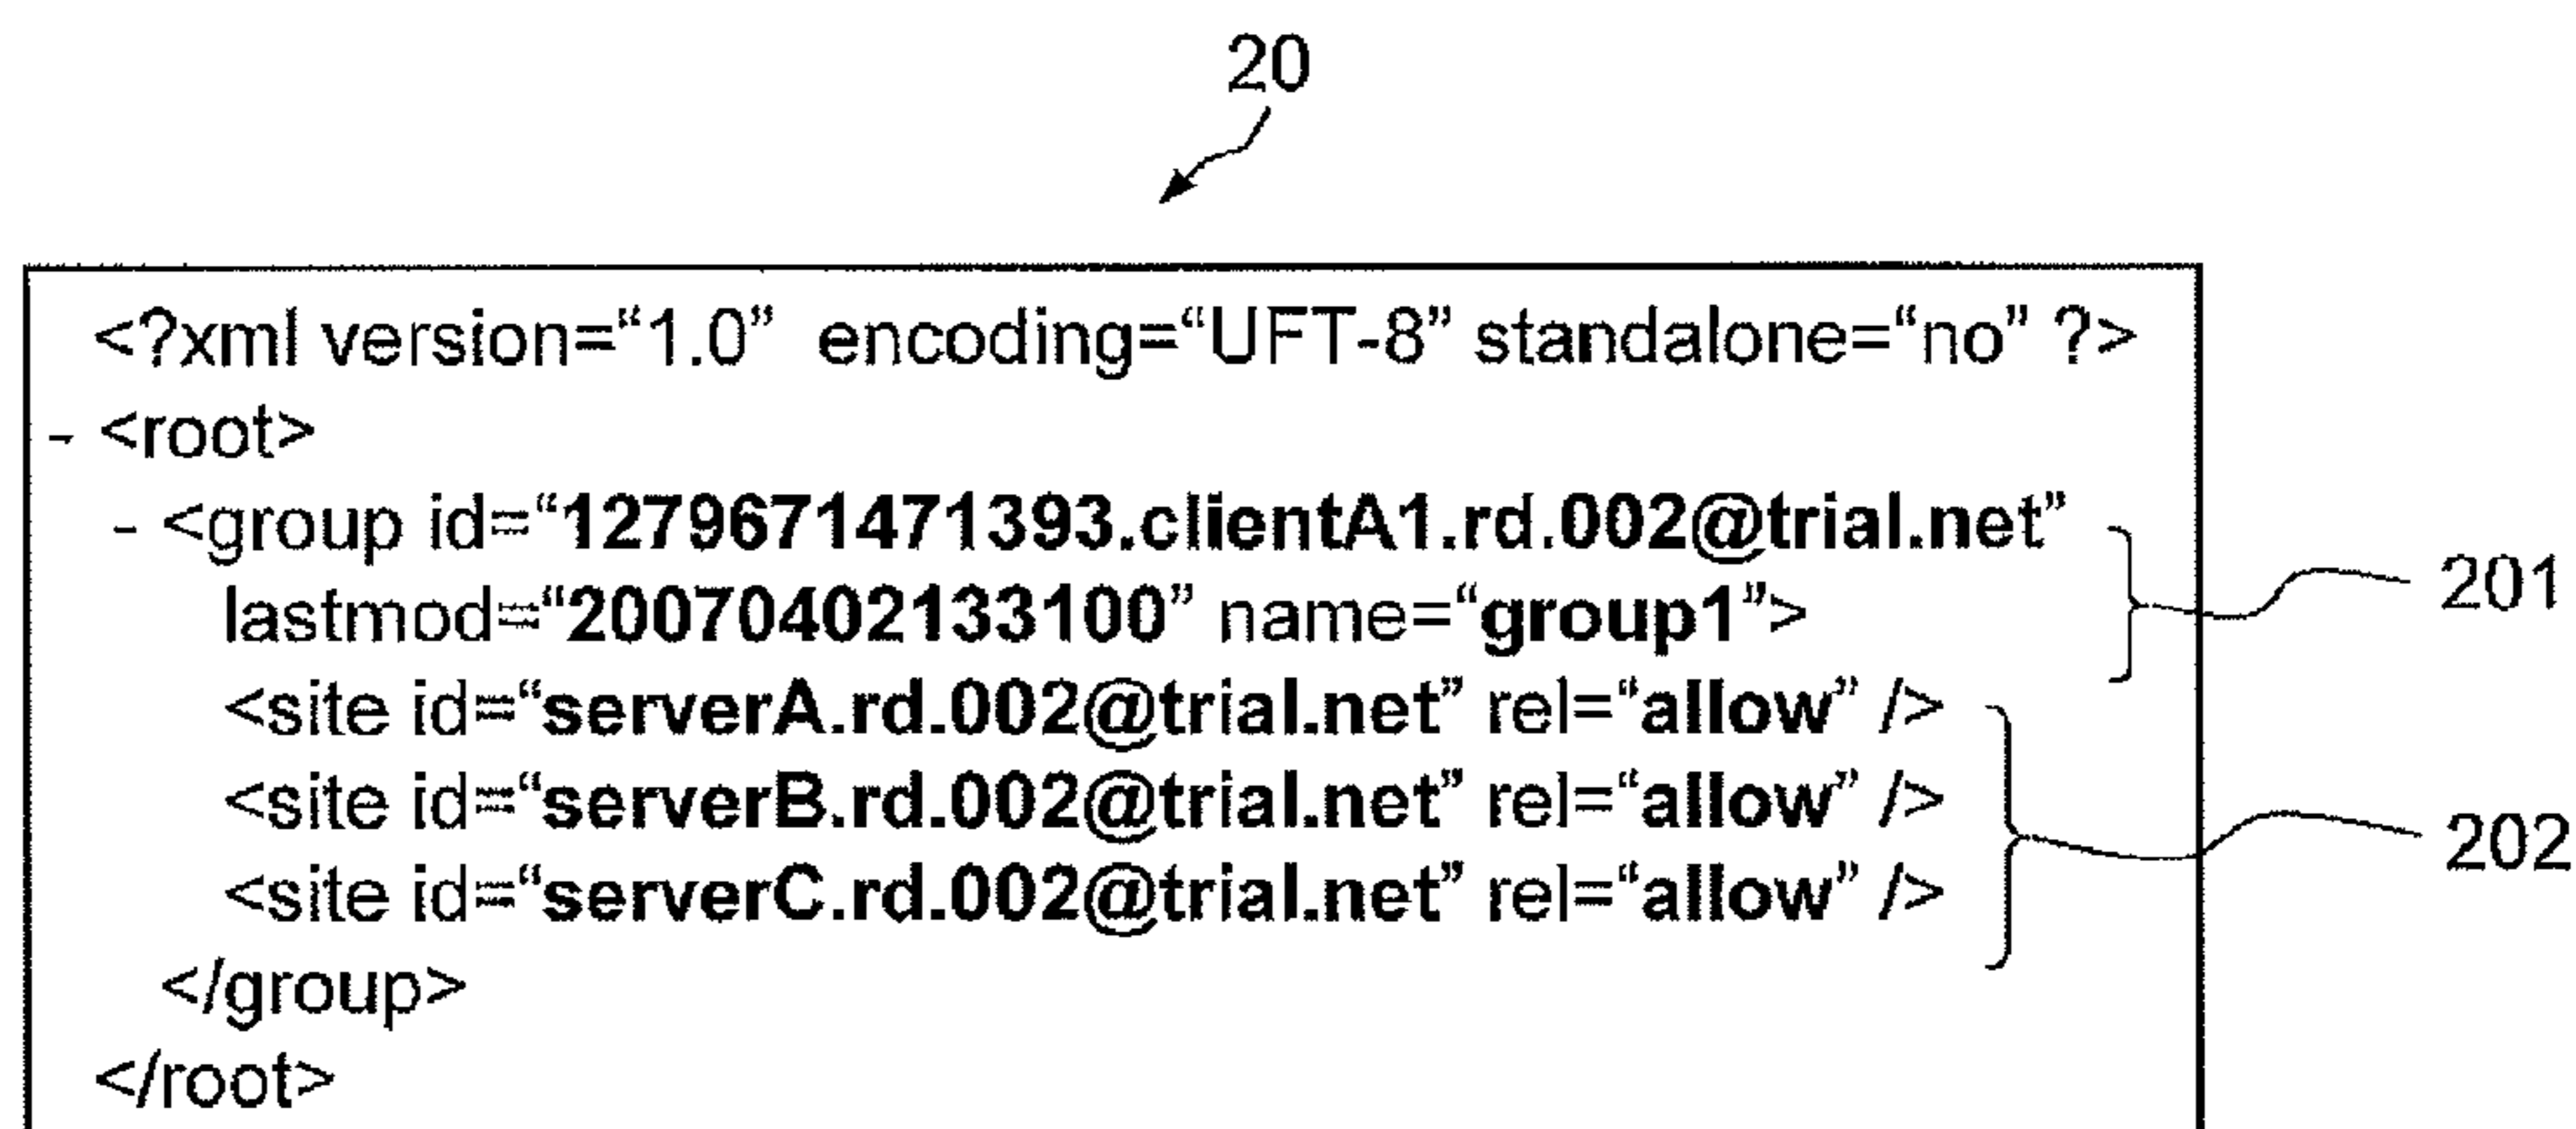 20
<?xml version=“1.0” encoding=“UFT-8” standalone=“no” ?>
- <root>
- <group id=“1279671471393.clientA1.rd.002@trial.net”
lastmod=“20070402133100” name=“group1”>
201
<site id=“serverA.rd.002@trial.net” rel=“allow” />
<site id=“serverB.rd.002@trial.net” rel=“allow” />
202
<site id=“serverC.rd.002@trial.net” rel=“allow” />
</group>
</root>